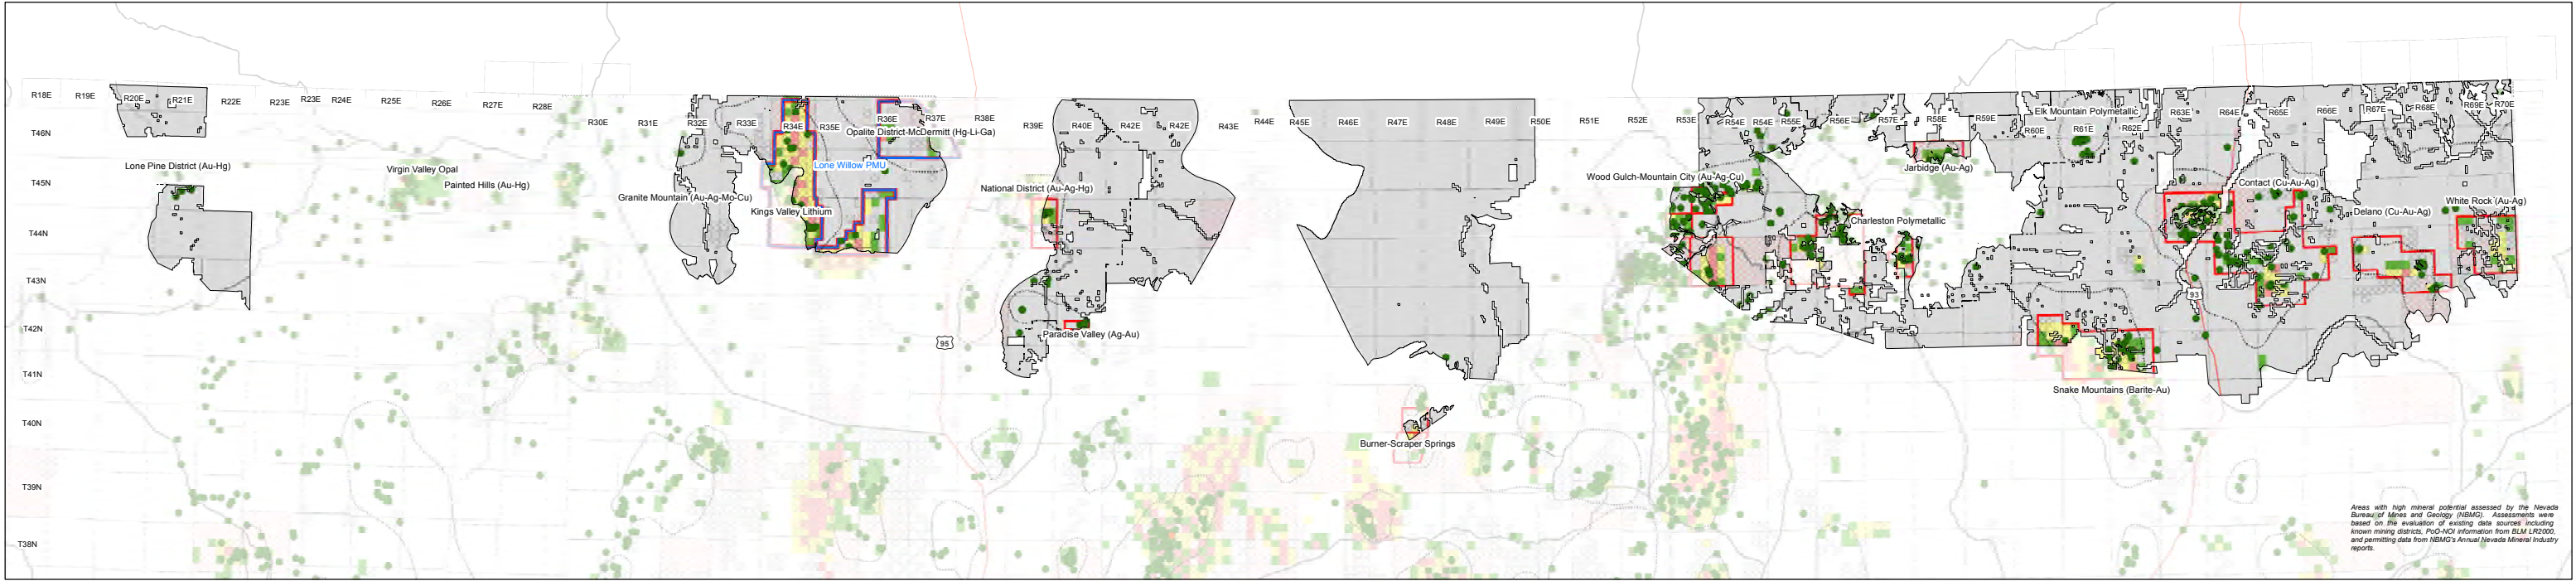 R18E R19E R20E R21E R22E R23E R23E R24E R25E R26E R27E R28E R30E R31E R32E R33E R34E R35E R36E R37E R38E R39E R40E R42E R42E R43E R44E R45E R46E R47E R48E R49E R50E R51E R52E R53E R54E R54E R55E R56E R57E R58E R59E R60E R61E R62E R63E R64E R65E R66E R67E R68E R69E R70E
Elk Mountain Polymetallic
T46N
Opalite District-McDermitt (Hg-Li-Ga)
Lone Pine District (Au-Hg)
Virgin Valley Opal
Lone Willow PMU
Jarbidge (Au-Ag)
Wood Gulch-Mountain City (Au-Ag-Cu)
T45N
Painted Hills (Au-Hg)
National District (Au-Ag-Hg)
Contact (Cu-Au-Ag)
Granite Mountain (Au-Ag-Mo-Cu)
White Rock (Au-Ag)
Kings Valley Lithium
Delano (Cu-Au-Ag)
Charleston Polymetallic
T44N
T43N
93
T42N
Paradise Valley (Ag-Au)
95
T41N
Snake Mountains (Barite-Au)
T40N
Burner-Scraper Springs
T39N
Areas with high mineral potential assessed by the Nevada
Bureau of Mines and Geology (NBMG). Assessments were
based on the evaluation of existing data sources including
known mining districts, PoO-NOI information from BLM LR2000,
and permitting data from NBMG's Annual Nevada Mineral Industry
reports.
T38N